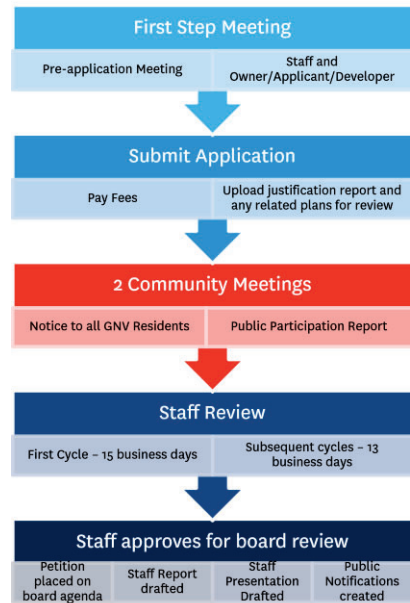 First Step Meeting
Pre-application Meeting
Staff and
Owner/Applicant/Developer
Submit Application
Pay Fees
Upload justification report and
any related plans for review
2 Community Meetings
Notice to all GNV Residents
Public Participation Report
Staff Review
First Cycle – 15 business days
Subsequent cycles – 13
business days
Staff approves for board review
Petition
placed on
board agenda
Staff Report
drafted
Staff
Presentation
Drafted
Public
Notifications
created